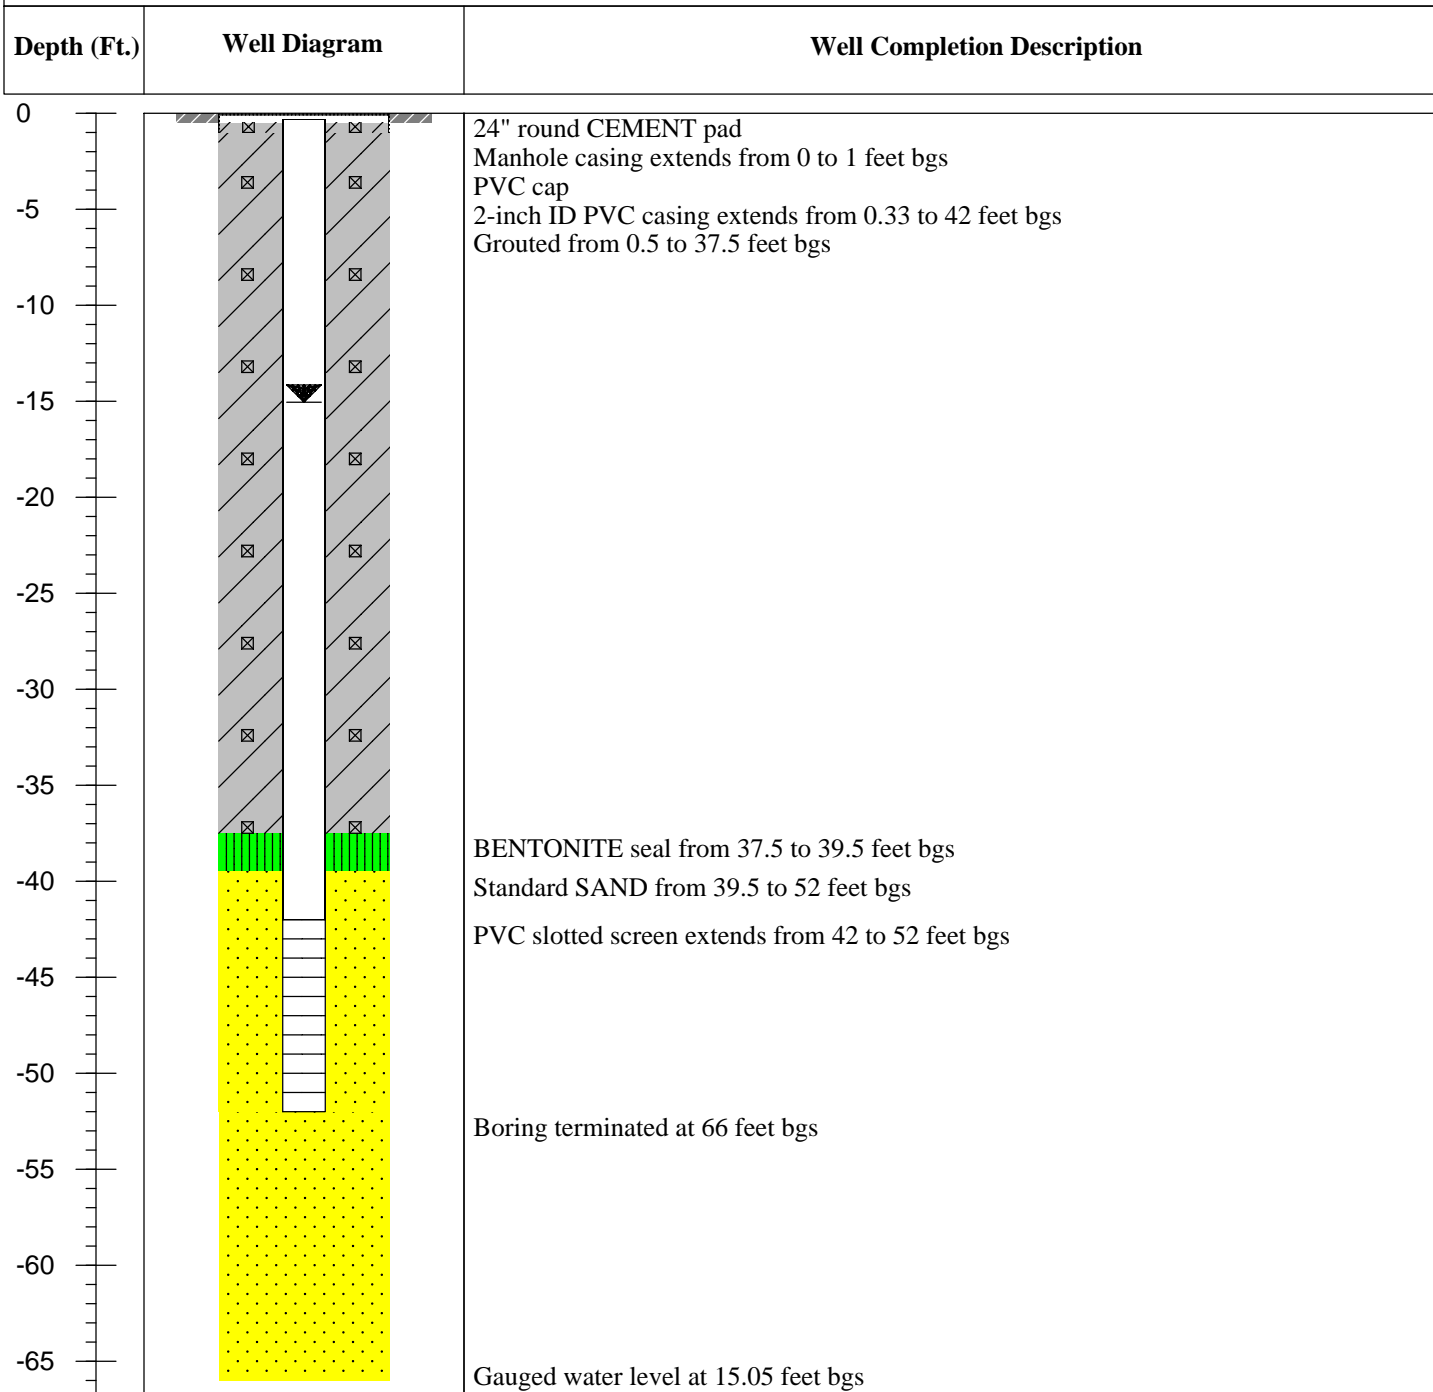 Depth (Ft.) Well Diagram Well Completion Description
0
24" round CEMENT pad
Manhole casing extends from 0 to 1 feet bgs
PVC cap
-5
2-inch ID PVC casing extends from 0.33 to 42 feet bgs
Grouted from 0.5 to 37.5 feet bgs
-10
-15
-20
-25
-30
-35
BENTONITE seal from 37.5 to 39.5 feet bgs
-40
Standard SAND from 39.5 to 52 feet bgs
PVC slotted screen extends from 42 to 52 feet bgs
-45
-50
Boring terminated at 66 feet bgs
-55
-60
-65
Gauged water level at 15.05 feet bgs